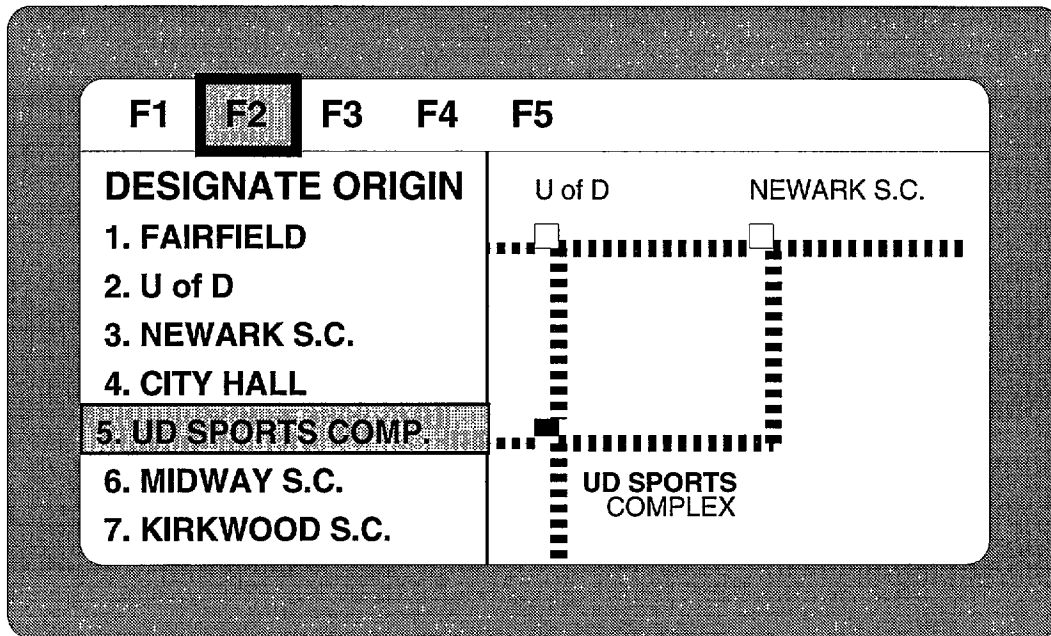 F1 F2 F3 F4 F5
DESIGNATE ORIGIN
1. FAIRFIELD
2. U of D
3. NEWARK S.C.
4. CITY HALL
5. UD SPORTS COMP.
6. MIDWAY S.C.
7. KIRKWOOD S.C.
U of D
NEWARK S.C.
UD SPORTS
COMPLEX